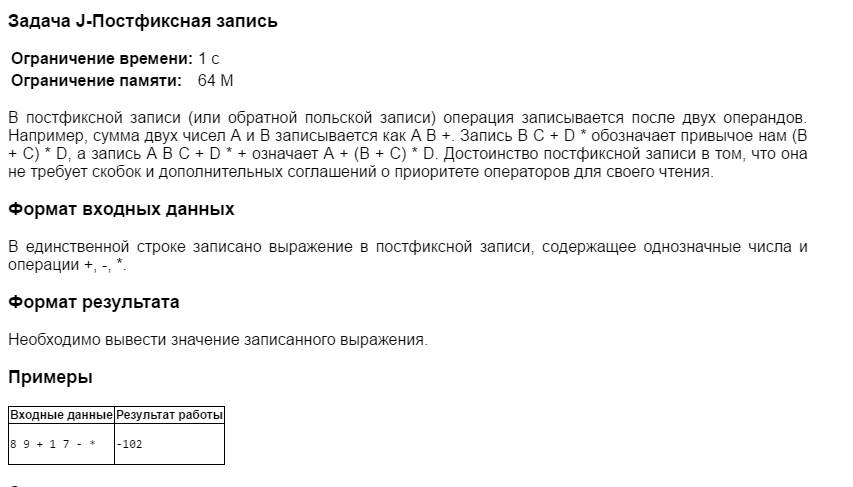 Задача J-Постфиксная запись
Ограничение времени: 1 с
Ограничение памяти: 64 M
В постфиксной записи (или обратной польской записи) операция записывается после двух операндов.
Например, сумма двух чисел A и B записывается как A B +. Запись B C + D * обозначает привычое нам (B
+ C) * D, а запись A B C + D * + означает A + (B + C) * D. Достоинство постфиксной записи в том, что она
не требует скобок и дополнительных соглашений о приоритете операторов для своего чтения.
Формат входных данных
В единственной строке записано выражение в постфиксной записи, содержащее однозначные числа и
операции +, -, *.
Формат результата
Необходимо вывести значение записанного выражения.
Примеры
Входные данные Результат работы
8 9 + 1 7 - * -102